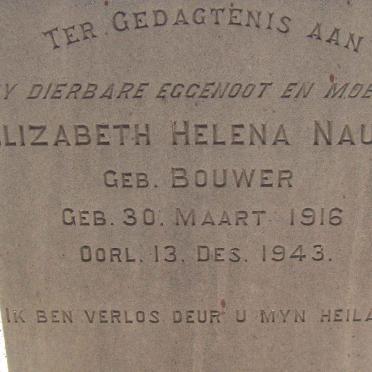 TER GEDAGTENIS AAN
Y DIERBARE EGGENOOT EN MOE
LIZABETH HELENA NAU
GEB. BOUWER
GEB. 30. MAART 1916
OORL. 13. DES. 1943.
IK BEN VERLOS DEUR U MYN HEILA